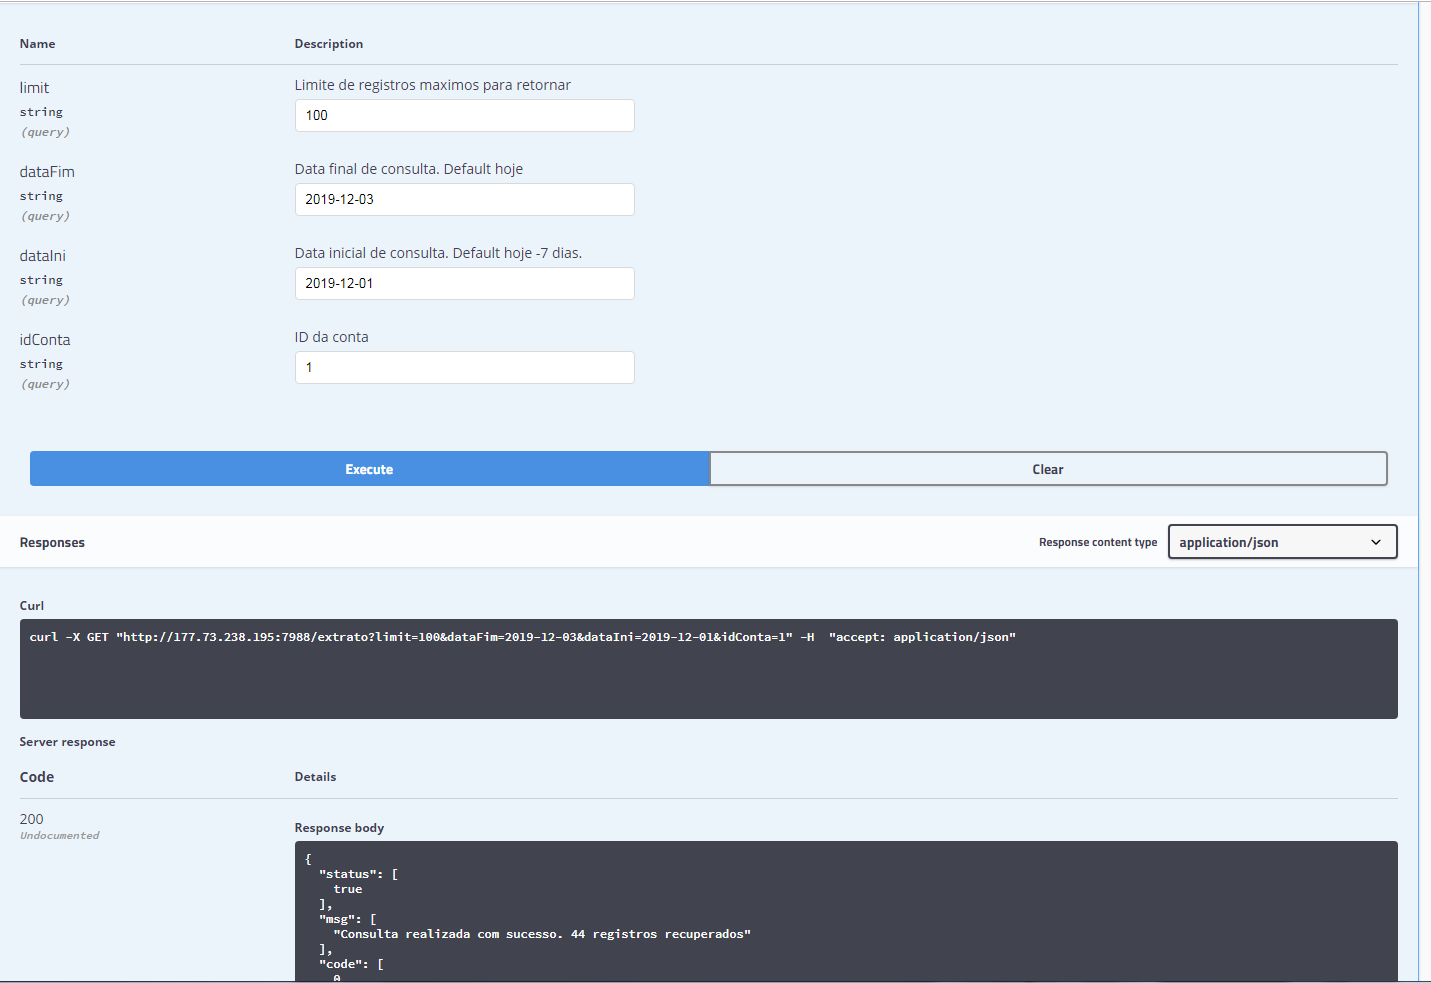 Name Description
limit Limite de registros maximos para retornar
string 100
(query)
dataFim Data final de consulta. Default hoje
string 2019-12-03
(query)
dataIni Data inicial de consulta. Default hoje -7 dias.
string 2019-12-01
(query)
idConta ID da conta
string 1
(query)
Execute Clear
Responses Response content type application/json
Curl
curl -X GET "http://177.73.238.195:7988/extrato?limit=100&dataFim=2019-12-03&dataIni=2019-12-01&idConta=1" -H  "accept: application/json"
Server response
Code Details
200
Undocumented
Response body
{
"status": [
true
],
"msg": [
"Consulta realizada com sucesso. 44 registros recuperados"
],
"code": [
0